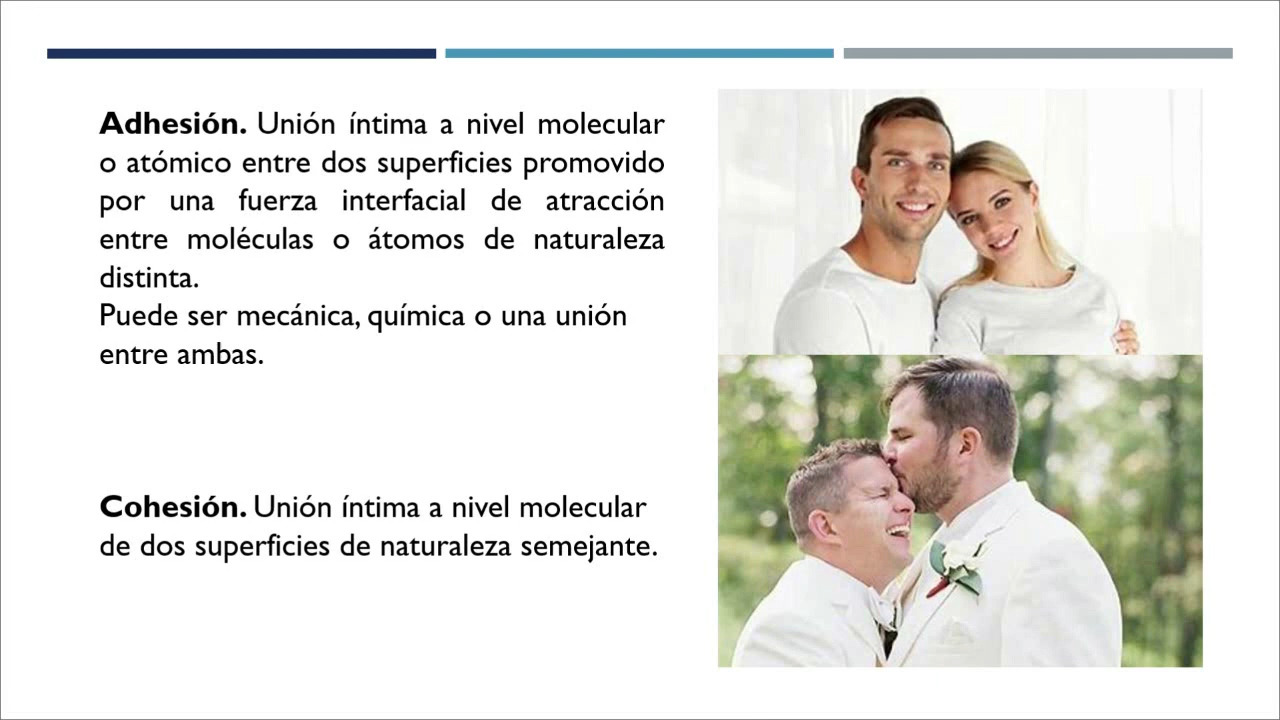 Adhesión. Unión íntima a nivel molecular
o atómico entre dos superficies promovido
por una fuerza interfacial de atracción
entre moléculas o átomos de naturaleza
distinta.
Puede ser mecánica, química o una unión
entre ambas.
Cohesión. Unión íntima a nivel molecular
de dos superficies de naturaleza semejante.